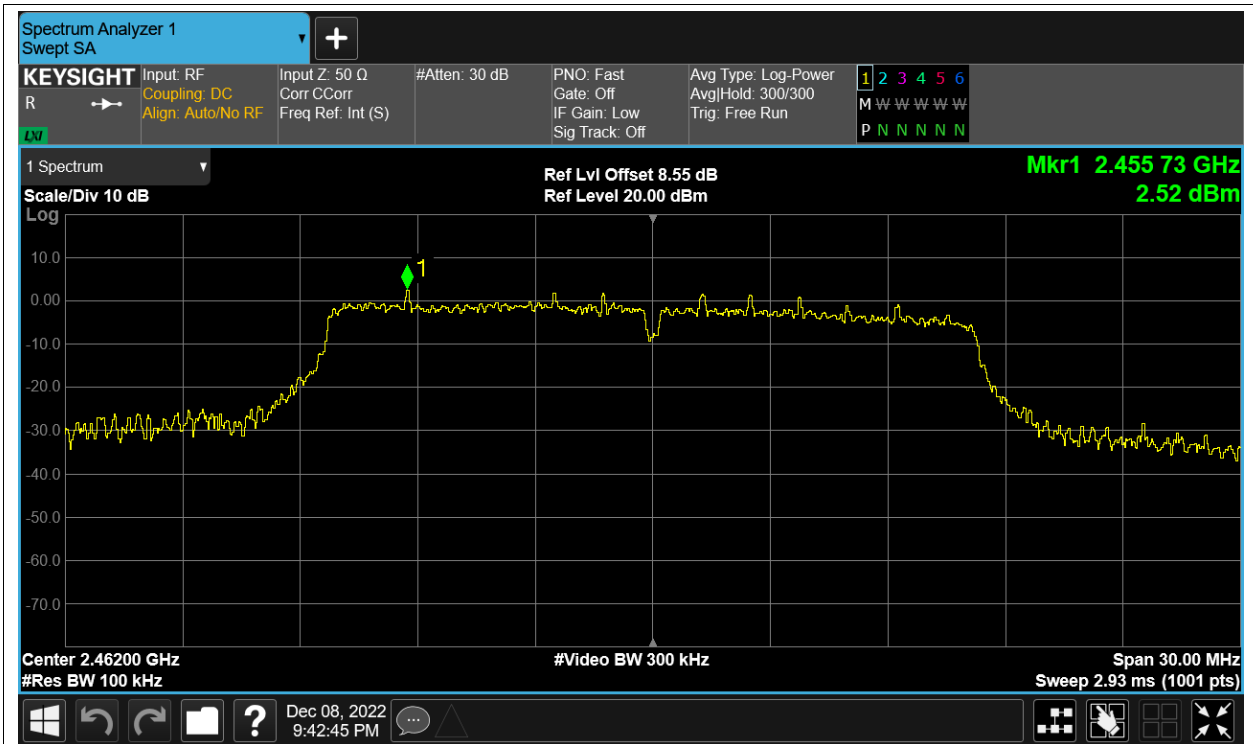 Spectrum Analyzer 1
Swept SA
KEYSIGHT
R
LXI
Input: RF
Coupling: DC
Align: Auto/No RF
Input Z: 50 Ω
Corr CCorr
Freq Ref: Int (S)
#Atten: 30 dB
PNO: Fast
Gate: Off
IF Gain: Low
Sig Track: Off
Avg Type: Log-Power
Avg|Hold: 300/300
Trig: Free Run
1 2 3 4 5 6
M W W W W W
P N N N N N
1 Spectrum
Scale/Div 10 dB
Ref Lvl Offset 8.55 dB
Ref Level 20.00 dBm
Mkr1 2.455 73 GHz
2.52 dBm
Log
10.0
0.00
-10.0
-20.0
-30.0
-40.0
-50.0
-60.0
-70.0
1
Center 2.46200 GHz
#Res BW 100 kHz
#Video BW 300 kHz
Span 30.00 MHz
Sweep 2.93 ms (1001 pts)
?
Dec 08, 2022
9:42:45 PM